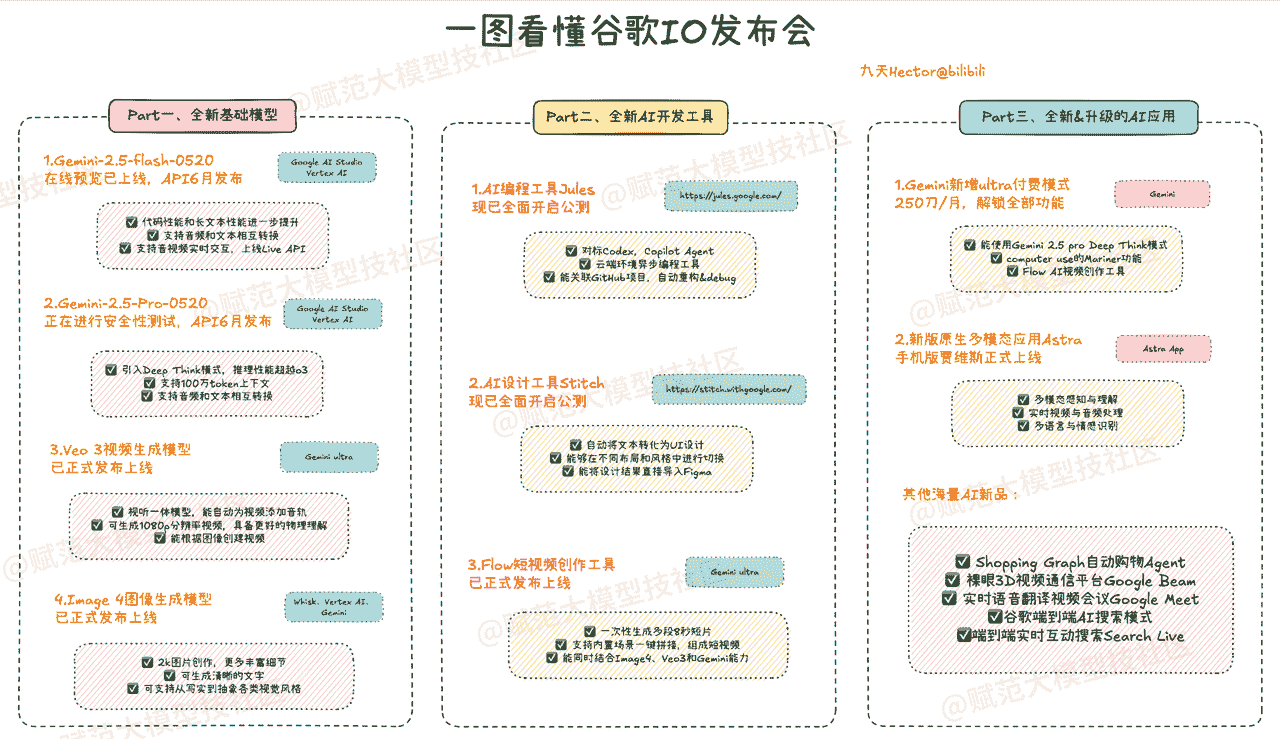 一图看懂谷歌IO发布会
九天Hector@bilibili
Part一、全新基础模型
1.Gemini-2.5-flash-0520
在线预览已上线，API6月发布
Google AI Studio
Vertex AI
代码性能和长文本性能进一步提升
支持音频和文本相互转换
支持音视频实时交互，上线Live API
2.Gemini-2.5-Pro-0520
正在进行安全性测试，API6月发布
Google AI Studio
Vertex AI
引入Deep Think模式，推理性能超越o3
支持100万token上下文
支持音频和文本相互转换
3.Veo 3视频生成模型
已正式发布上线
Gemini ultra
视听一体模型，能自动为视频添加音轨
可生成1080p分辨率视频，具备更好的物理理解
能根据图像创建视频
4.Image 4图像生成模型
已正式发布上线
Whisk、Vertex AI、
Gemini
2k图片创作，更多丰富细节
可生成清晰的文字
可支持从写实到抽象各类视觉风格
Part二、全新AI开发工具
1.AI编程工具Jules
现已全面开启公测
https://jules.google.com/
对标Codex，Copilot Agent
云端环境异步编程工具
能关联GitHub项目，自动重构&debug
2.AI设计工具Stitch
现已全面开启公测
https://stitch.withgoogle.com/
自动将文本转化为UI设计
能够在不同布局和风格中进行切换
能将设计结果直接导入Figma
3.Flow短视频创作工具
已正式发布上线
Gemini ultra
一次性生成多段8秒短片
支持内置场景一键拼接，组成短视频
能同时结合Image4、Veo3和Gemini能力
Part三、全新&升级的AI应用
1.Gemini新增ultra付费模式
250刀/月，解锁全部功能
Gemini
能使用Gemini 2.5 pro Deep Think模式
computer use的Mariner功能
Flow AI视频创作工具
2.新版原生多模态应用Astra
手机版贾维斯正式上线
Astra App
多模态感知与理解
实时视频与音频处理
多语言与情感识别
其他海量AI新品：
Shopping Graph自动购物Agent
裸眼3D视频通信平台Google Beam
实时语音翻译视频会议Google Meet
谷歌端到端AI搜索模式
端到端实时互动搜索Search Live
@赋范大模型技社区